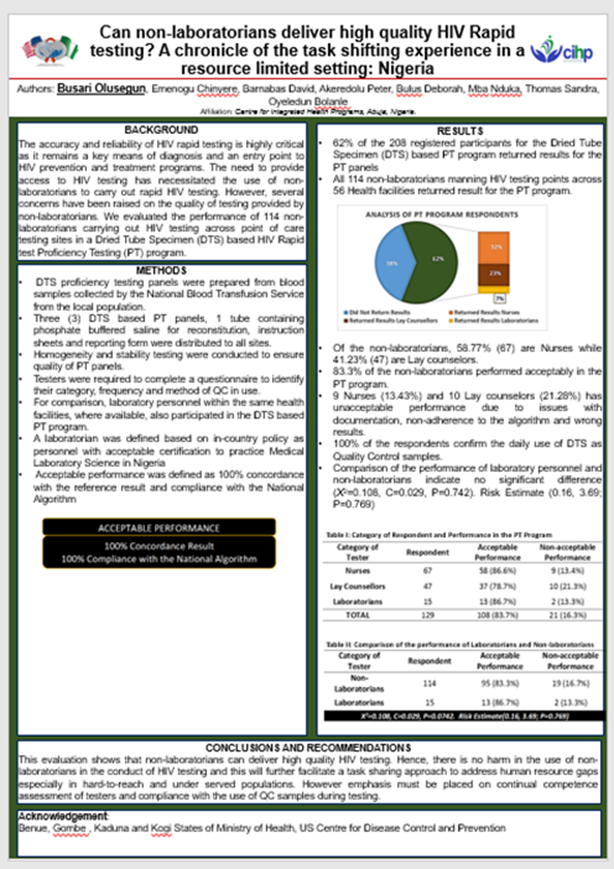 Can non-laboratorians deliver high quality HIV Rapid
testing? A chronicle of the task shifting experience in a
resource limited setting: Nigeria
cihp
Authors: Busari Olusegun, Emenogu Chinyere, Barnabas David, Akeredolu Peter, Bulus Deborah, Mba Nduka, Thomas Sandra,
Oyeledun Bolanle
Affiliation: Centre for Integrated Health Programs, Abuja, Nigeria.
BACKGROUND
The accuracy and reliability of HIV rapid testing is highly critical
as it remains a key means of diagnosis and an entry point to
HIV prevention and treatment programs. The need to provide
access to HIV testing has necessitated the use of non-
laboratorians to carry out rapid HIV testing. However, several
concerns have been raised on the quality of testing provided by
non-laboratorians. We evaluated the performance of 114 non-
laboratorians carrying out HIV testing across point of care
testing sites in a Dried Tube Specimen (DTS) based HIV Rapid
test Proficiency Testing (PT) program.
METHODS
• DTS proficiency testing panels were prepared from blood
samples collected by the National Blood Transfusion Service
from the local population.
• Three (3) DTS based PT panels, 1 tube containing
phosphate buffered saline for reconstitution, instruction
sheets and reporting form were distributed to all sites.
• Homogeneity and stability testing were conducted to ensure
quality of PT panels.
• Testers were required to complete a questionnaire to identify
their category, frequency and method of QC in use.
• For comparison, laboratory personnel within the same health
facilities, where available, also participated in the DTS based
PT program.
• A laboratorian was defined based on in-country policy as
personnel with acceptable certification to practice Medical
Laboratory Science in Nigeria
• Acceptable performance was defined as 100% concordance
with the reference result and compliance with the National
Algorithm
ACCEPTABLE PERFORMANCE
100% Concordance Result
100% Compliance with the National Algorithm
RESULTS
• 62% of the 208 registered participants for the Dried Tube
Specimen (DTS) based PT program returned results for the
PT panels
• All 114 non-laboratorians manning HIV testing points across
56 Health facilities returned result for the PT program.
ANALYSIS OF PT PROGRAM RESPONDENTS
38%
62%
32%
23%
7%
Did Not Return Results
Returned Results Nurses
Returned Results Lay Counsellors
Returned Results Laboratorians
• Of the non-laboratorians, 58.77% (67) are Nurses while
41.23% (47) are Lay counselors.
• 83.3% of the non-laboratorians performed acceptably in the
PT program.
• 9 Nurses (13.43%) and 10 Lay counselors (21.28%) has
unacceptable performance due to issues with
documentation, non-adherence to the algorithm and wrong
results.
• 100% of the respondents confirm the daily use of DTS as
Quality Control samples.
• Comparison of the performance of laboratory personnel and
non-laboratorians indicate no significant difference
(X²=0.108, C=0.029, P=0.742). Risk Estimate (0.16, 3.69;
P=0.769)
Table I: Category of Respondent and Performance in the PT Program
Category of Tester Respondent Acceptable Performance Non-acceptable Performance
Nurses 67 58 (86.6%) 9 (13.4%)
Lay Counsellors 47 37 (78.7%) 10 (21.3%)
Laboratorians 15 13 (86.7%) 2 (13.3%)
TOTAL 129 108 (83.7%) 21 (16.3%)
Table II: Comparison of the performance of Laboratorians and Non-laboratorians
Category of Tester Respondent Acceptable Performance Non-acceptable Performance
Non-Laboratorians 114 95 (83.3%) 19 (16.7%)
Laboratorians 15 13 (86.7%) 2 (13.3%)
X²=0.108, C=0.029, P=0.0742. Risk Estimate(0.16, 3.69; P=0.769)
CONCLUSIONS AND RECOMMENDATIONS
This evaluation shows that non-laboratorians can deliver high quality HIV testing. Hence, there is no harm in the use of non-
laboratorians in the conduct of HIV testing and this will further facilitate a task sharing approach to address human resource gaps
especially in hard-to-reach and under served populations. However emphasis must be placed on continual competence
assessment of testers and compliance with the use of QC samples during testing.
Acknowledgement:
Benue, Gombe , Kaduna and Kogi States of Ministry of Health, US Centre for Disease Control and Prevention